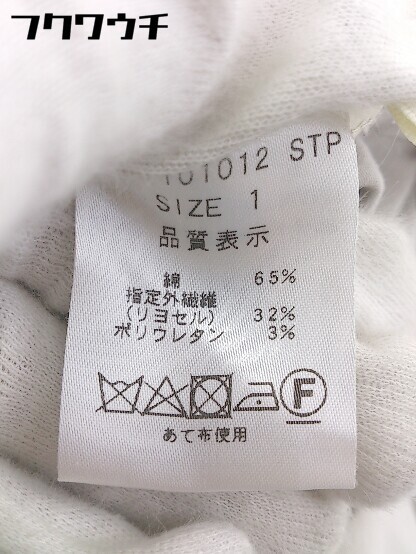 フクワウチ
101012 STP
SIZE 1
品質表示
綿 65%
指定外繊維
(リヨセル) 32%
ポリウレタン 3%
F
あて布使用